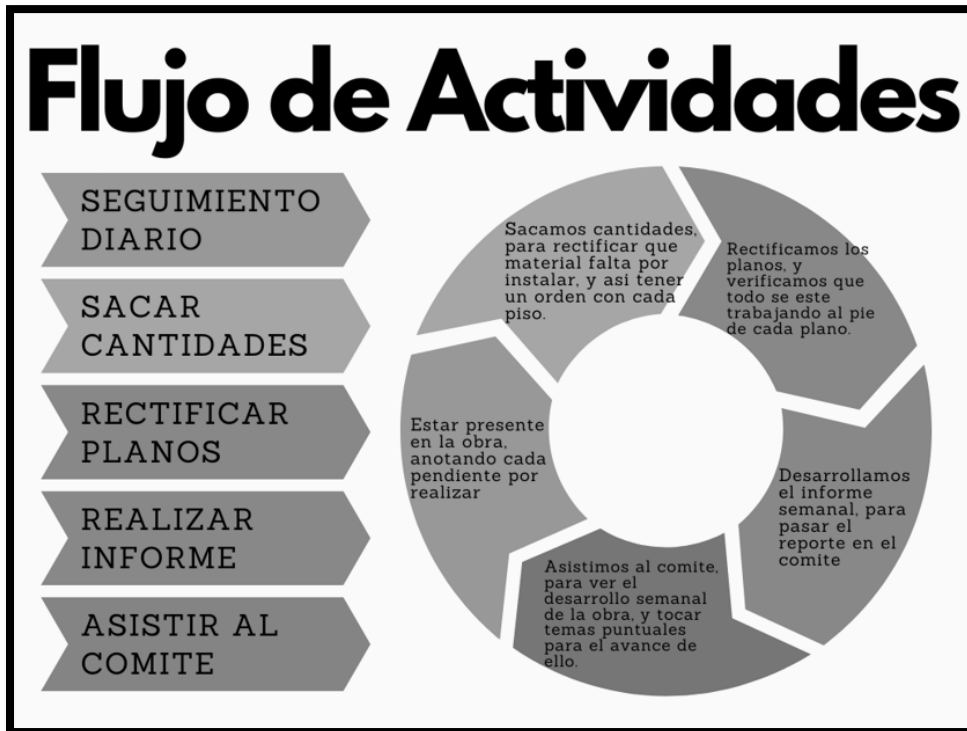 Flujo de Actividades
SEGUIMIENTO
DIARIO
SACAR
CANTIDADES
RECTIFICAR
PLANOS
REALIZAR
INFORME
ASISTIR AL
COMITE
Sacamos cantidades,
para rectificar que
material falta por
instalar, y asi tener
un orden con cada
piso.
Rectificamos los
planos, y
verificamos que
todo se este
trabajando al pie
de cada plano.
Desarrollamos
el informe
semanal, para
pasar el
reporte en el
comite
Asistimos al comite,
para ver el
desarrollo semanal
de la obra, y tocar
temas puntuales
para el avance de
ello.
Estar presente
en la obra,
anotando cada
pendiente por
realizar